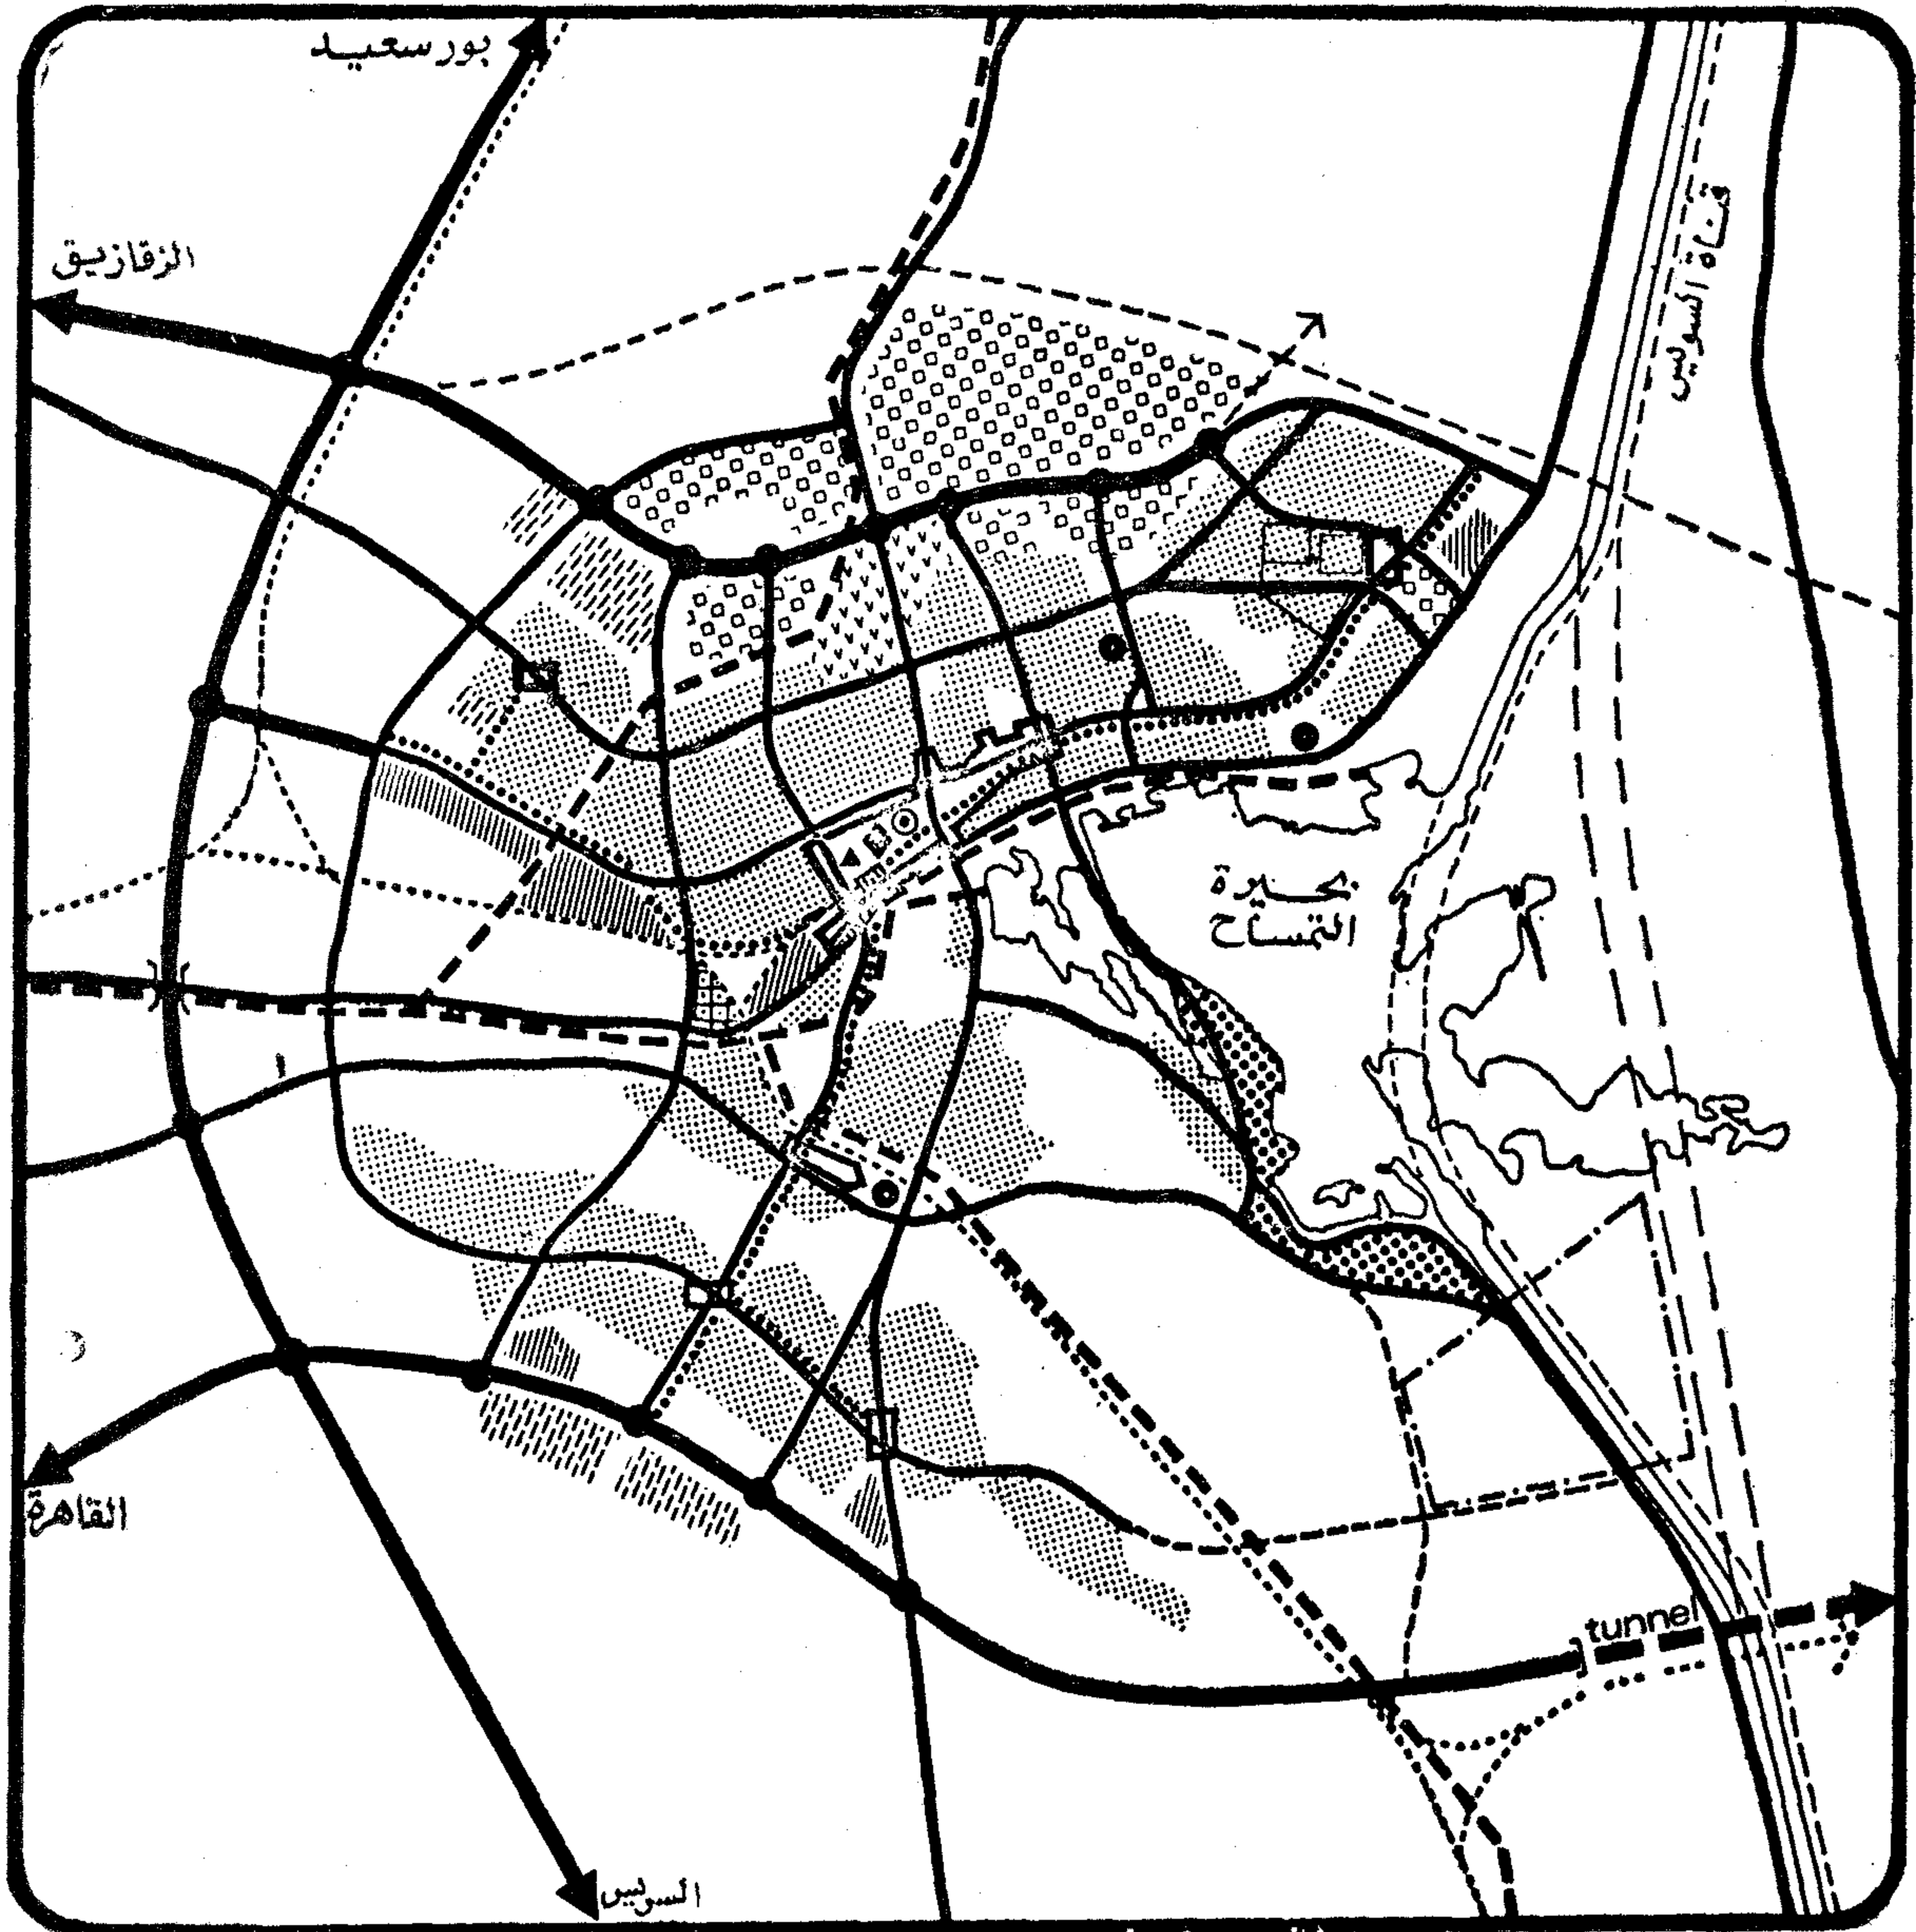 بورسعيد
الزقازيق
قناة السويس
بحيرة
التمساح
القاهرة
tunnel
السويس